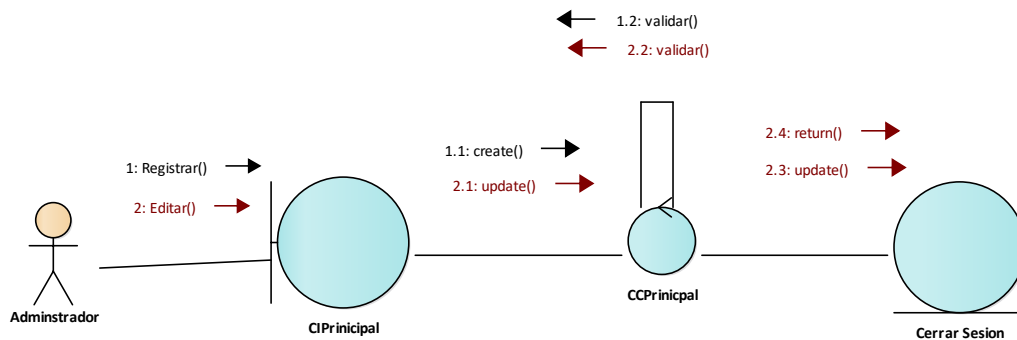 1.2: validar()
2.2: validar()
2.4: return()
1.1: create()
1: Registrar()
2.3: update()
2.1: update()
2: Editar()
CCPrinicpal
Adminstrador
CIPrinicipal
Cerrar Sesion